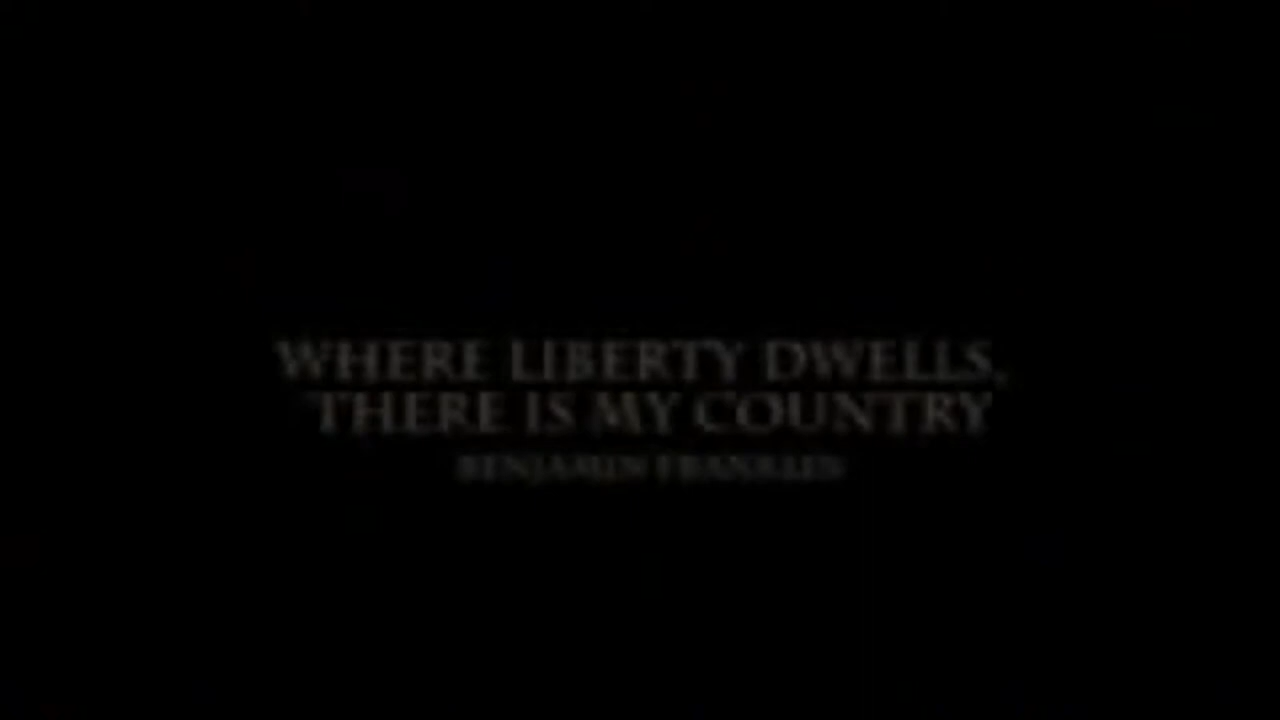 WHERE LIBERTY DWELLS,
THERE IS MY COUNTRY
BENJAMIN FRANKLIN